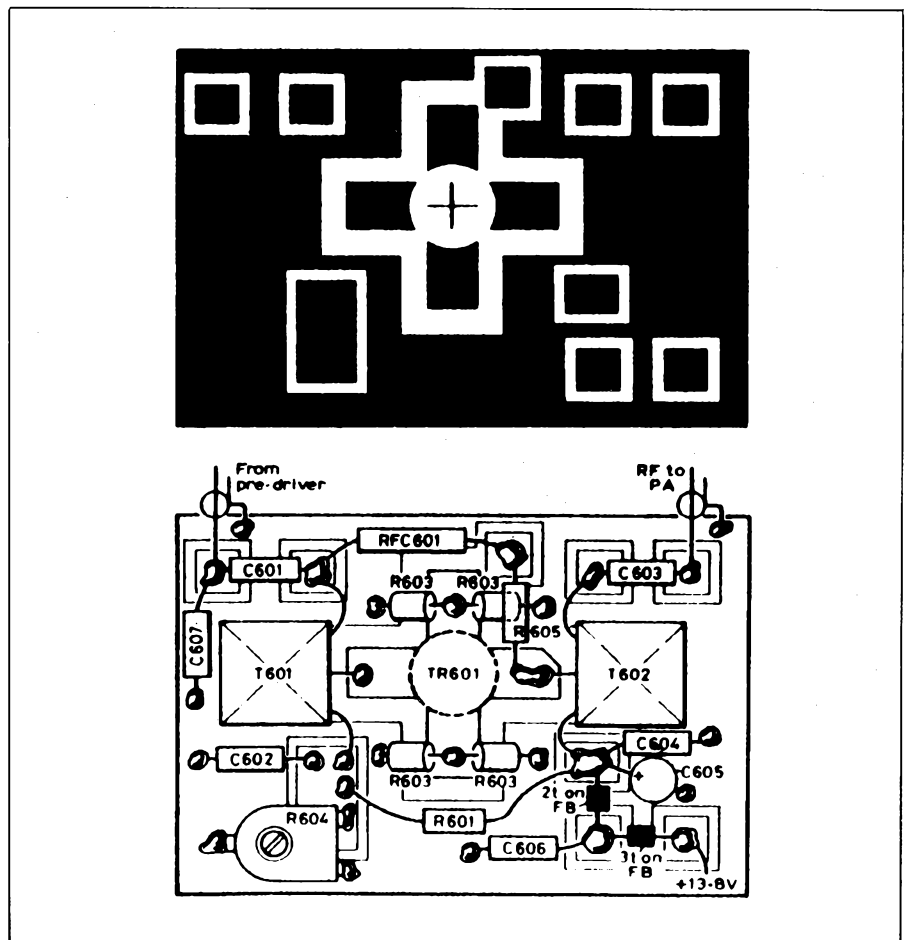 From
pre-driver
RF to
PA
RFC601
C601
C603
R603
R603
R605
C607
T601
TR601
T602
C604
C602
R603
R603
+
C605
2t on
FB
R604
R601
C606
3t on
FB
+13·8V